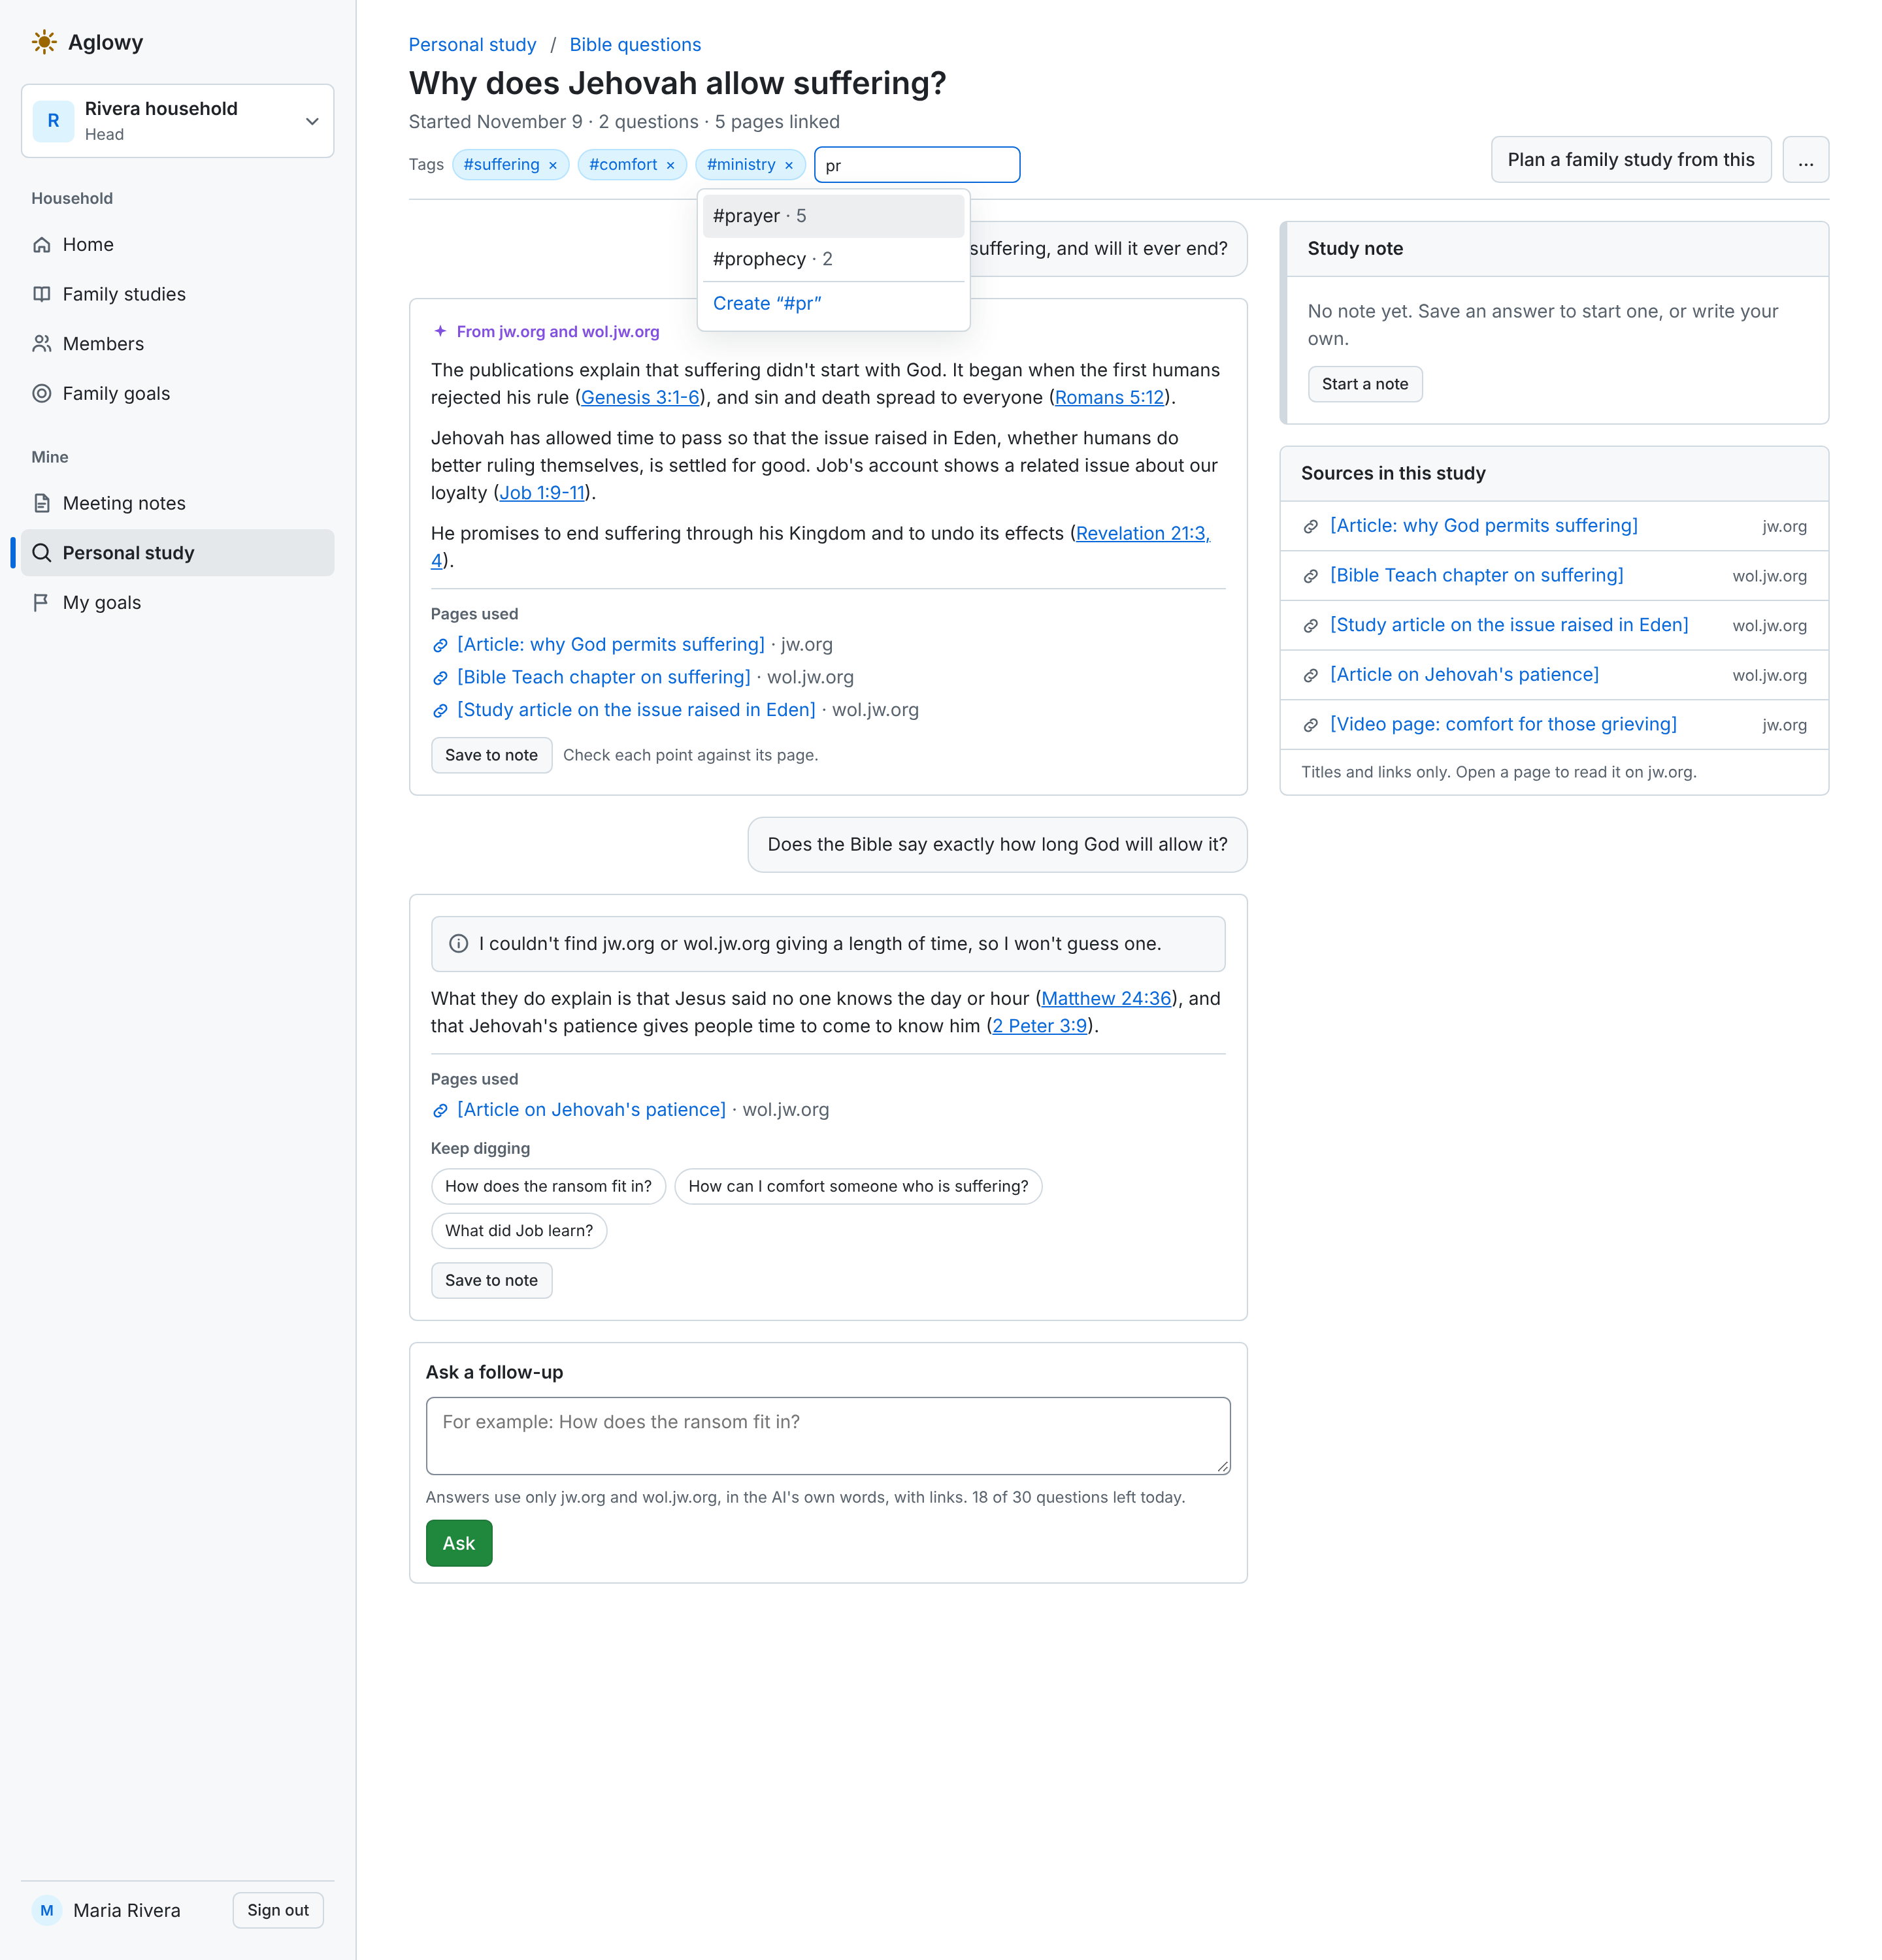 Aglowy
R
Rivera household
Head
Household
Home
Family studies
Members
Family goals
Mine
Meeting notes
Personal study
My goals
M
Maria Rivera
Sign out
Personal study / Bible questions
Why does Jehovah allow suffering?
Started November 9 · 2 questions · 5 pages linked
Tags #suffering × #comfort × #ministry × pr
Plan a family study from this
...
#prayer · 5
#prophecy · 2
Create “#pr”
suffering, and will it ever end?
From jw.org and wol.jw.org
The publications explain that suffering didn't start with God. It began when the first humans
rejected his rule (Genesis 3:1-6), and sin and death spread to everyone (Romans 5:12).
Jehovah has allowed time to pass so that the issue raised in Eden, whether humans do
better ruling themselves, is settled for good. Job's account shows a related issue about our
loyalty (Job 1:9-11).
He promises to end suffering through his Kingdom and to undo its effects (Revelation 21:3,
4).
Pages used
[Article: why God permits suffering] · jw.org
[Bible Teach chapter on suffering] · wol.jw.org
[Study article on the issue raised in Eden] · wol.jw.org
Save to note
Check each point against its page.
Does the Bible say exactly how long God will allow it?
I couldn't find jw.org or wol.jw.org giving a length of time, so I won't guess one.
What they do explain is that Jesus said no one knows the day or hour (Matthew 24:36), and
that Jehovah's patience gives people time to come to know him (2 Peter 3:9).
Pages used
[Article on Jehovah's patience] · wol.jw.org
Keep digging
How does the ransom fit in?
How can I comfort someone who is suffering?
What did Job learn?
Save to note
Ask a follow-up
For example: How does the ransom fit in?
Answers use only jw.org and wol.jw.org, in the AI's own words, with links. 18 of 30 questions left today.
Ask
Study note
No note yet. Save an answer to start one, or write your
own.
Start a note
Sources in this study
[Article: why God permits suffering] jw.org
[Bible Teach chapter on suffering] wol.jw.org
[Study article on the issue raised in Eden] wol.jw.org
[Article on Jehovah's patience] wol.jw.org
[Video page: comfort for those grieving] jw.org
Titles and links only. Open a page to read it on jw.org.